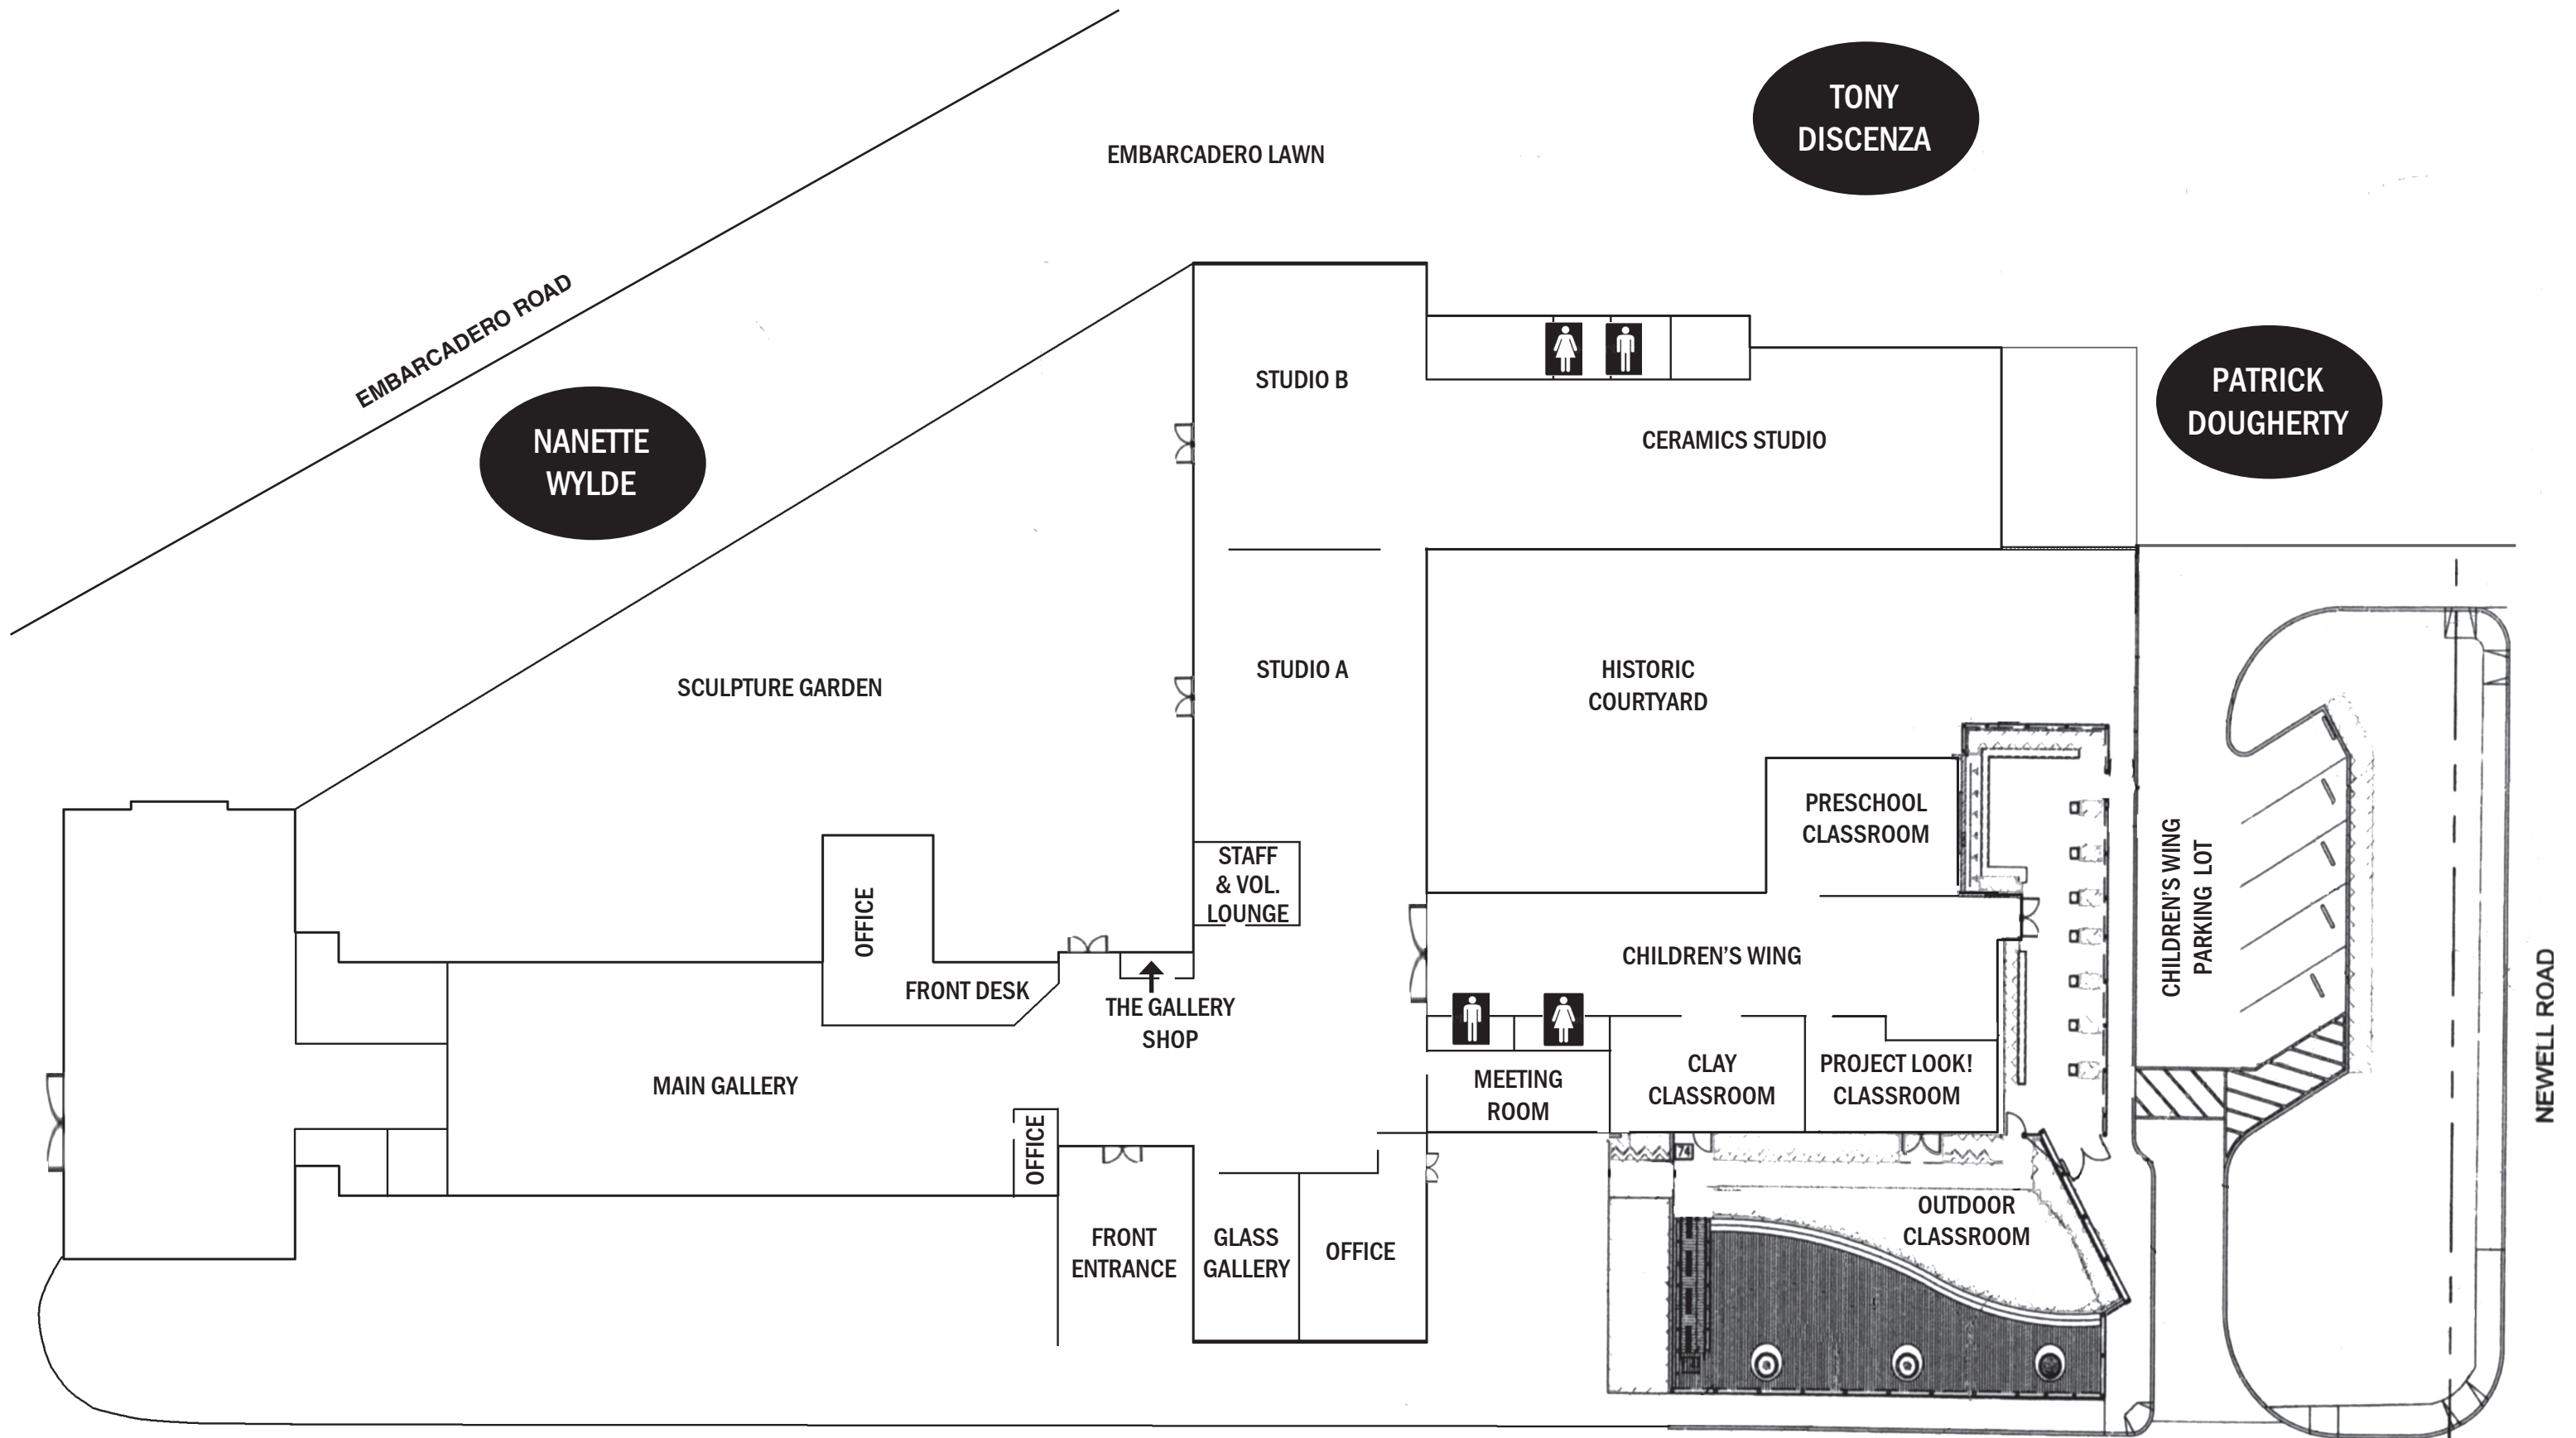 TONY
DISCENZA
EMBARCADERO LAWN
EMBARCADERO ROAD
NANETTE
WYLDE
PATRICK
DOUGHERTY
STUDIO B
CERAMICS STUDIO
SCULPTURE GARDEN
STUDIO A
HISTORIC
COURTYARD
PRESCHOOL
CLASSROOM
STAFF
& VOL.
LOUNGE
OFFICE
FRONT DESK
THE GALLERY
SHOP
CHILDREN'S WING
CHILDREN'S WING
PARKING LOT
NEWELL ROAD
MAIN GALLERY
MEETING
ROOM
CLAY
CLASSROOM
PROJECT LOOK!
CLASSROOM
OFFICE
74
FRONT
ENTRANCE
GLASS
GALLERY
OFFICE
OUTDOOR
CLASSROOM